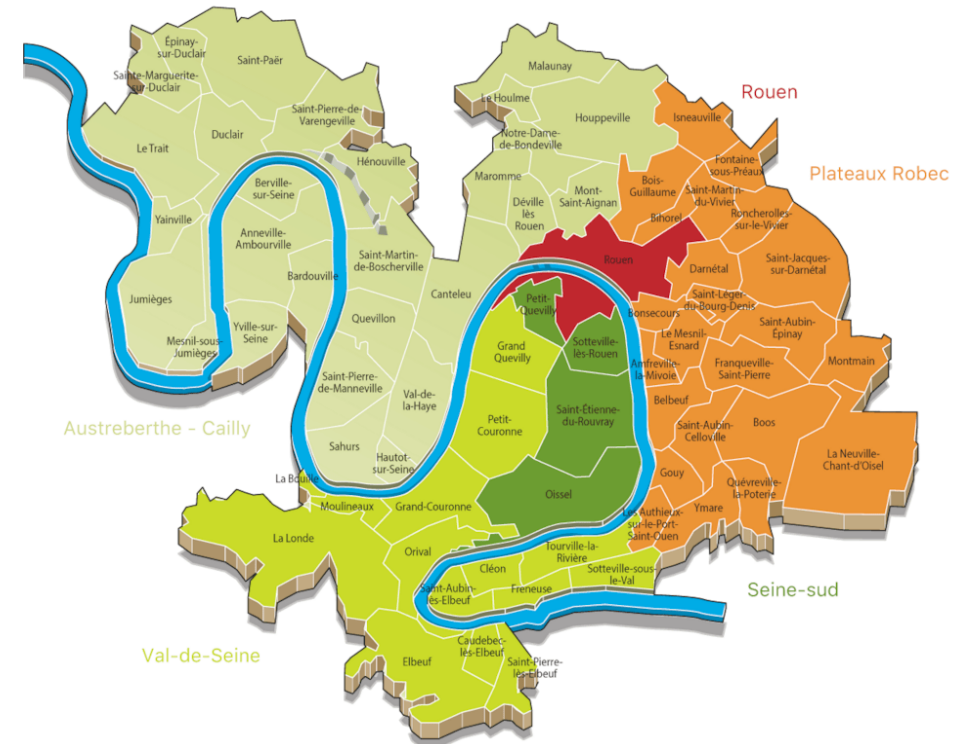 Épinay-
sur-Duclair
Saint-Paër
Sainte-Marguerite-
sur-Duclair
Saint-Pierre-de-
Varengeville
Duclair
Le Trait
Hénouville
Berville-
sur-Seine
Yainville
Anneville-
Ambourville
Saint-Martin-
de-Boscherville
Bardouville
Canteleu
Jumièges
Quevillon
Yville-sur-
Seine
Mesnil-sous-
Jumièges
Saint-Pierre-
de-Manneville
Val-de-
la-Haye
Sahurs
Hautot-
sur-Seine
Austreberthe - Cailly
Malaunay
Le Houlme
Houppeville
Notre-Dame-
de-Bondeville
Maromme
Mont-
Saint-Aignan
Déville
lès
Rouen
Rouen
Isneauville
Plateaux Robec
Fontaine-
sous-Préaux
Bois-
Guillaume
Saint-Martin-
du-Vivier
Bihorel
Roncherolles-
sur-le-Vivier
Rouen
Darnétal
Saint-Jacques-
sur-Darnétal
Saint-Léger-
du-Bourg-Denis
Bonsecours
Saint-Aubin-
Épinay
Le Mesnil-
Esnard
Amfreville-
la-Mivoie
Franqueville-
Saint-Pierre
Montmain
Belbeuf
Saint-Aubin-
Celloville
Boos
La Neuville-
Chant-d'Oisel
Gouy
Quévreville-
la-Poterie
Ymare
Les Authieux-
sur-le-Port-
Saint-Ouen
Petit-
Quevilly
Grand
Quevilly
Sotteville-
lès-Rouen
Petit-
Couronne
Saint-Étienne-
du-Rouvray
Oissel
Seine-sud
La Bouille
Moulineaux
Grand-Couronne
La Londe
Orival
Tourville-la-
Rivière
Cléon
Sotteville-sous-
le-Val
Saint-Aubin-
lès-Elbeuf
Freneuse
Val-de-Seine
Elbeuf
Caudebec-
lès-Elbeuf
Saint-Pierre-
lès-Elbeuf